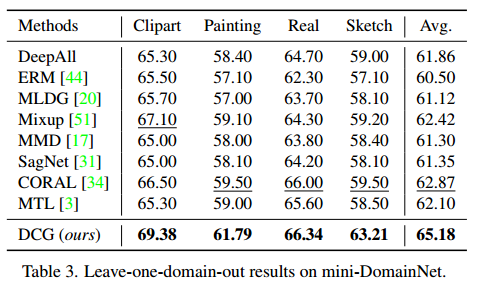 Methods Clipart Painting Real Sketch Avg.
DeepAll 65.30 58.40 64.70 59.00 61.86
ERM [44] 65.50 57.10 62.30 57.10 60.50
MLDG [20] 65.70 57.00 63.70 58.10 61.12
Mixup [51] 67.10 59.10 64.30 59.20 62.42
MMD [17] 65.00 58.00 63.80 58.40 61.30
SagNet [31] 65.00 58.10 64.20 58.10 61.35
CORAL [34] 66.50 59.50 66.00 59.50 62.87
MTL [3] 65.30 59.00 65.60 58.50 62.10
DCG (ours) 69.38 61.79 66.34 63.21 65.18
Table 3. Leave-one-domain-out results on mini-DomainNet.